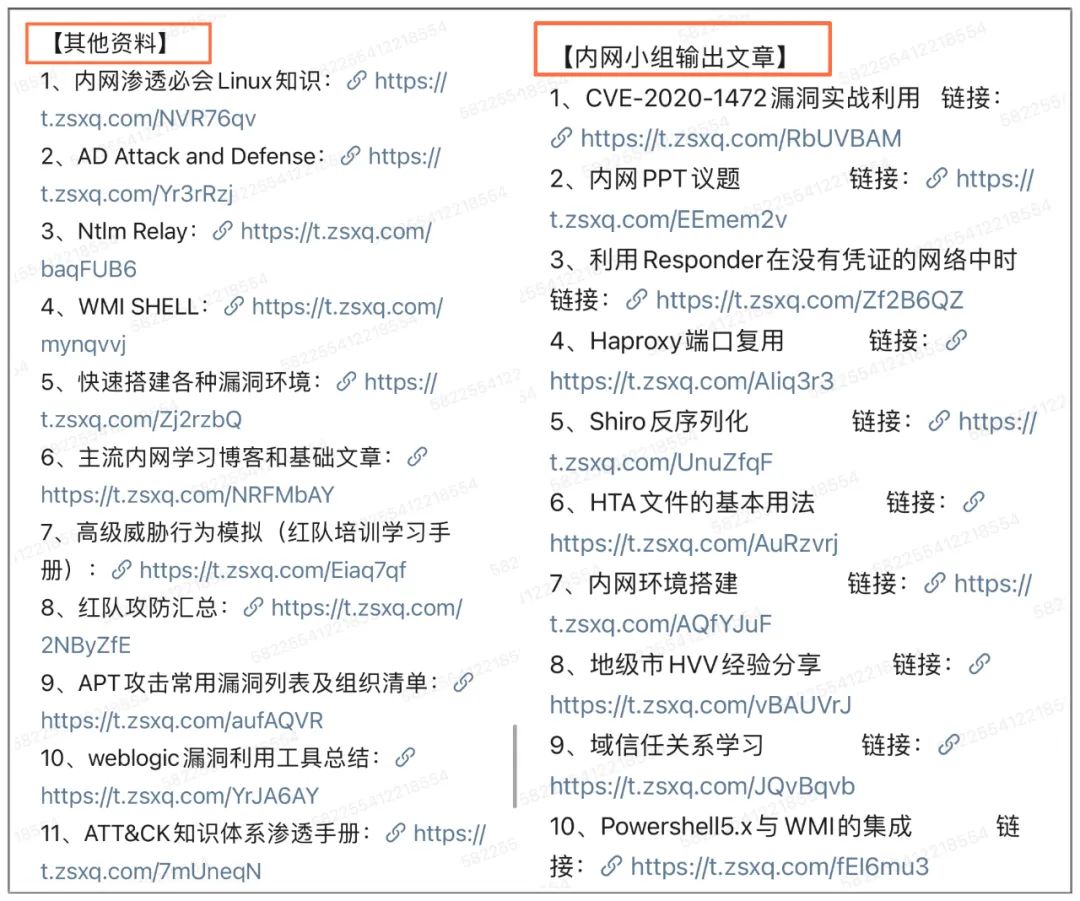 【其他资料】
1、内网渗透必会Linux知识：https://
t.zsxq.com/NVR76qv
2、AD Attack and Defense：https://
t.zsxq.com/Yr3rRzj
3、Ntlm Relay：https://t.zsxq.com/
baqFUB6
4、WMI SHELL：https://t.zsxq.com/
mynqvvj
5、快速搭建各种漏洞环境：https://
t.zsxq.com/Zj2rzbQ
6、主流内网学习博客和基础文章：
https://t.zsxq.com/NRFMbAY
7、高级威胁行为模拟（红队培训学习手
册）：https://t.zsxq.com/Eiaq7qf
8、红队攻防汇总：https://t.zsxq.com/
2NByZfE
9、APT攻击常用漏洞列表及组织清单：
https://t.zsxq.com/aufAQVR
10、weblogic漏洞利用工具总结：
https://t.zsxq.com/YrJA6AY
11、ATT&CK知识体系渗透手册：https://
t.zsxq.com/7mUneqN
【内网小组输出文章】
1、CVE-2020-1472漏洞实战利用 链接：
https://t.zsxq.com/RbUVBAM
2、内网PPT议题 链接：https://
t.zsxq.com/EEmem2v
3、利用Responder在没有凭证的网络中时
链接：https://t.zsxq.com/Zf2B6QZ
4、Haproxy端口复用 链接：
https://t.zsxq.com/AIiq3r3
5、Shiro反序列化 链接：https://
t.zsxq.com/UnuZfqF
6、HTA文件的基本用法 链接：
https://t.zsxq.com/AuRzvrj
7、内网环境搭建 链接：https://
t.zsxq.com/AQfYJuF
8、地级市HVV经验分享 链接：
https://t.zsxq.com/vBAUVrJ
9、域信任关系学习 链接：
https://t.zsxq.com/JQvBqvb
10、Powershell5.x与WMI的集成 链
接：https://t.zsxq.com/fEI6mu3